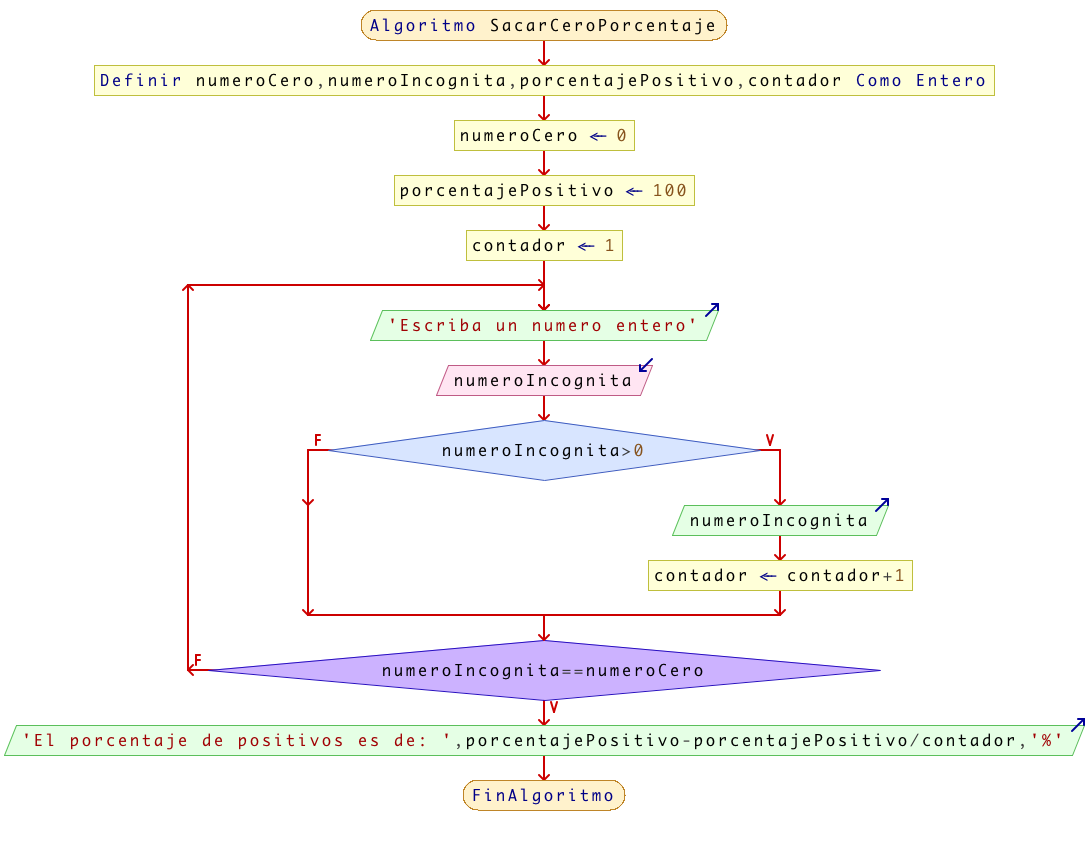 Algoritmo SacarCeroPorcentaje
Definir numeroCero,numeroIncognita,porcentajePositivo,contador Como Entero
numeroCero ← 0
porcentajePositivo ← 100
contador ← 1
'Escriba un numero entero'
numeroIncognita
F
V
numeroIncognita>0
numeroIncognita
contador ← contador+1
F
numeroIncognita==numeroCero
V
'El porcentaje de positivos es de: ',porcentajePositivo-porcentajePositivo/contador,'%'
FinAlgoritmo